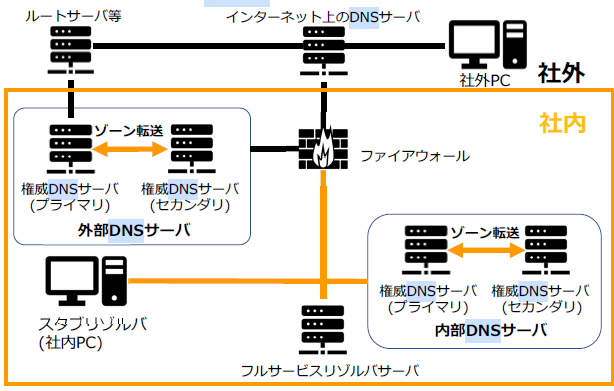 ルートサーバ等
インターネット上のDNSサーバ
社外PC
社外
社内
ゾーン転送
ファイアウォール
権威DNSサーバ
(プライマリ)
権威DNSサーバ
(セカンダリ)
外部DNSサーバ
ゾーン転送
権威DNSサーバ
(プライマリ)
権威DNSサーバ
(セカンダリ)
内部DNSサーバ
スタブリゾルバ
(社内PC)
フルサービスリゾルバサーバ